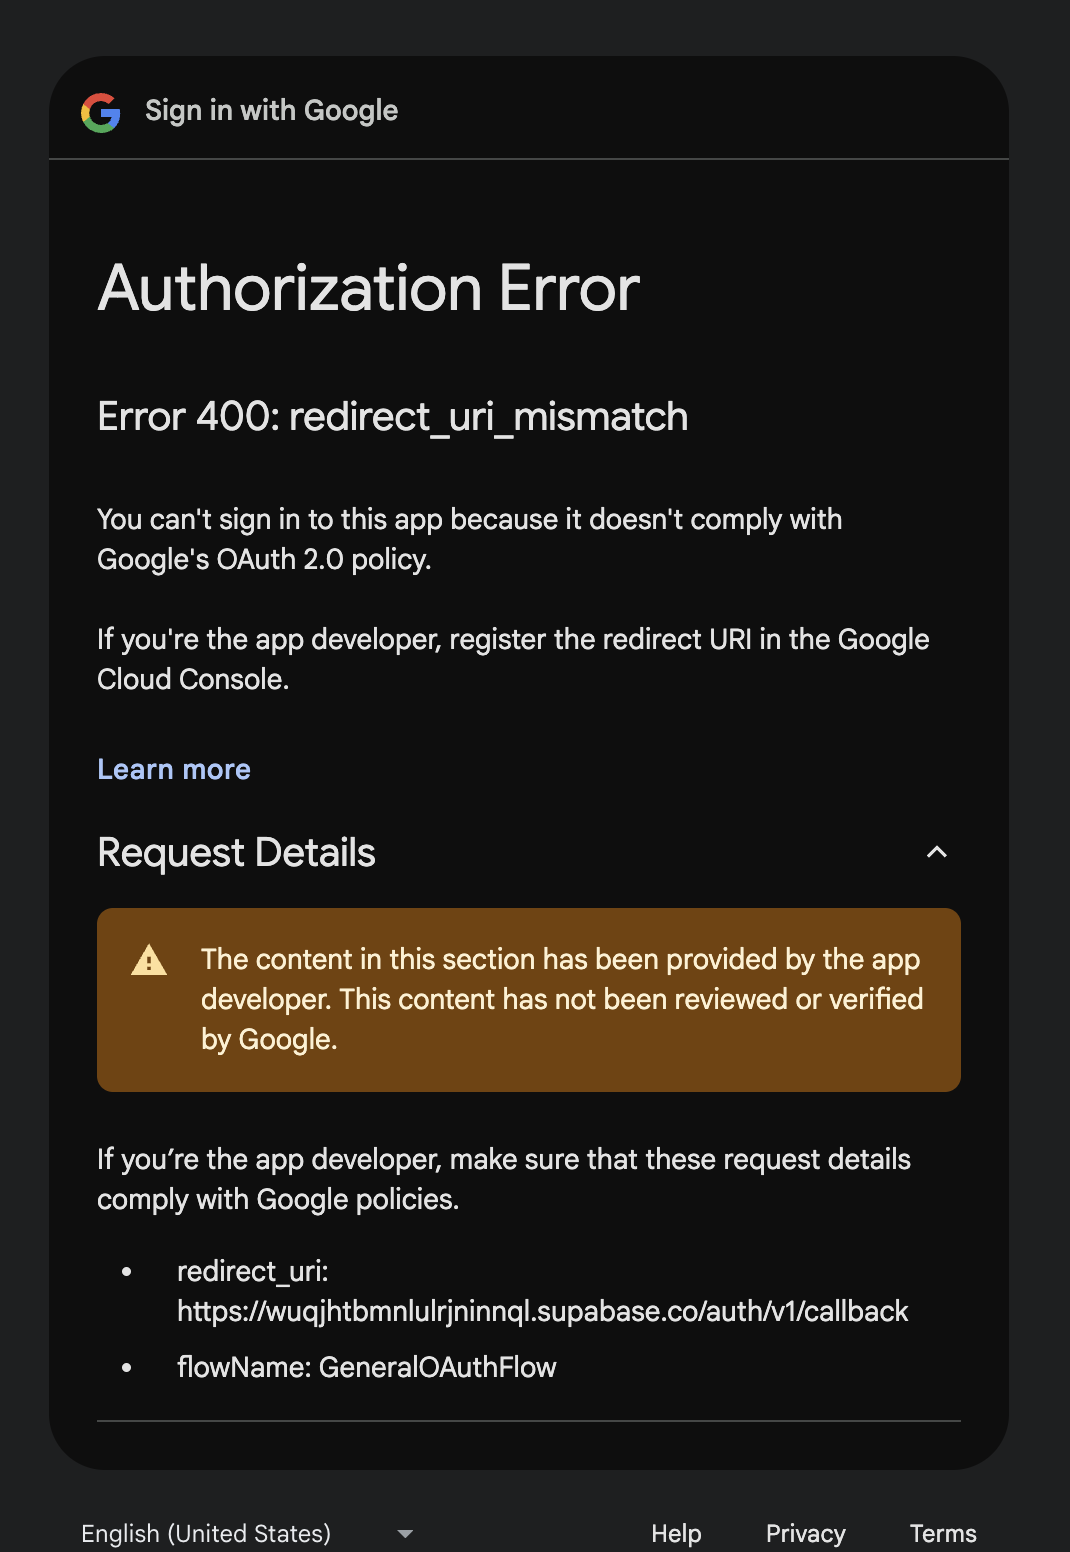 Sign in with Google
Authorization Error
Error 400: redirect_uri_mismatch
You can't sign in to this app because it doesn't comply with
Google's OAuth 2.0 policy.
If you're the app developer, register the redirect URI in the Google
Cloud Console.
Learn more
Request Details
The content in this section has been provided by the app
developer. This content has not been reviewed or verified
by Google.
If you’re the app developer, make sure that these request details
comply with Google policies.
• redirect_uri:
https://wuqjhtbmnlulrjninnql.supabase.co/auth/v1/callback
• flowName: GeneralOAuthFlow
English (United States) Help Privacy Terms